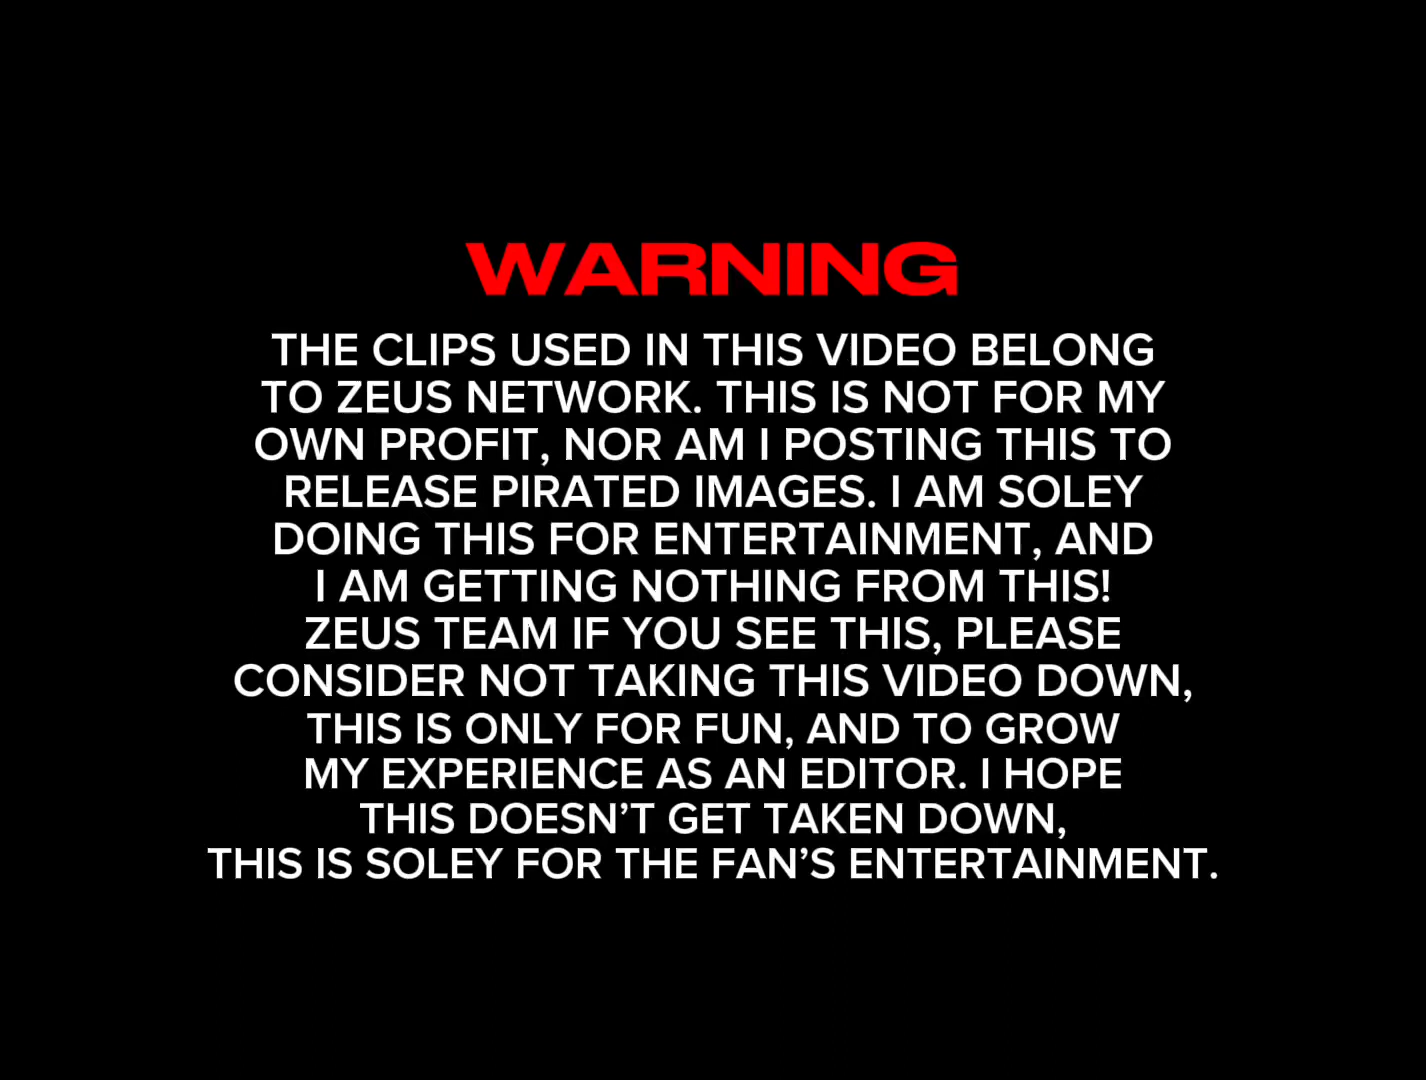 WARNING
THE CLIPS USED IN THIS VIDEO BELONG
TO ZEUS NETWORK. THIS IS NOT FOR MY
OWN PROFIT, NOR AM I POSTING THIS TO
RELEASE PIRATED IMAGES. I AM SOLEY
DOING THIS FOR ENTERTAINMENT, AND
I AM GETTING NOTHING FROM THIS!
ZEUS TEAM IF YOU SEE THIS, PLEASE
CONSIDER NOT TAKING THIS VIDEO DOWN,
THIS IS ONLY FOR FUN, AND TO GROW
MY EXPERIENCE AS AN EDITOR. I HOPE
THIS DOESN’T GET TAKEN DOWN,
THIS IS SOLEY FOR THE FAN’S ENTERTAINMENT.